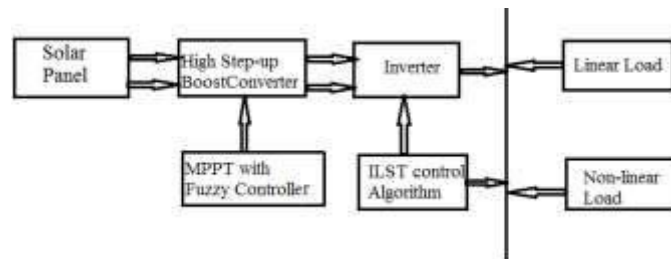 Solar
Panel
High Step-up
BoostConverter
Inverter
Linear Load
MPPT with
Fuzzy Controller
ILST control
Algorithm
Non-linear
Load